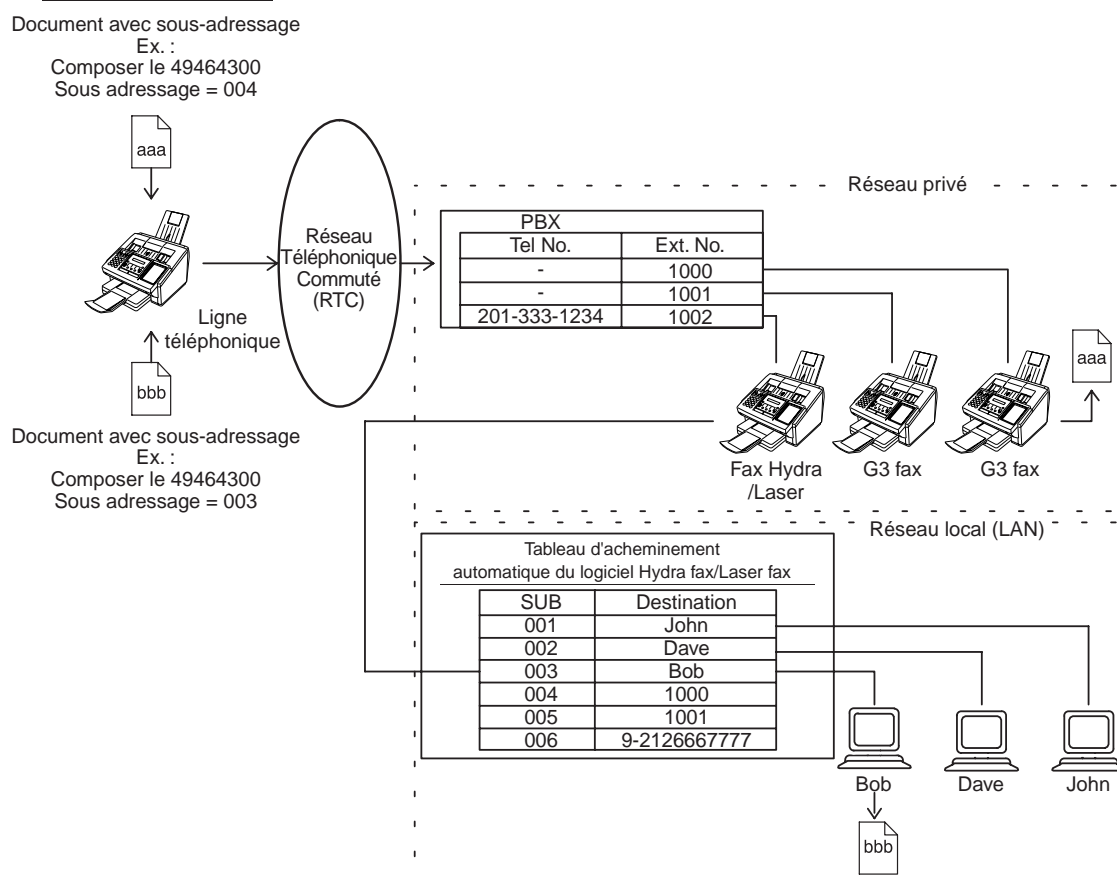 Document avec sous-adressage
Ex. :
Composer le 49464300
Sous adressage = 004
aaa
Réseau
Téléphonique
Commuté
(RTC)
Ligne
téléphonique
bbb
Document avec sous-adressage
Ex. :
Composer le 49464300
Sous adressage = 003
Réseau privé
PBX
Tel No. Ext. No.
- 1000
- 1001
201-333-1234 1002
aaa
Fax Hydra
/Laser
G3 fax
G3 fax
Réseau local (LAN)
Tableau d'acheminement
automatique du logiciel Hydra fax/Laser fax
SUB Destination
001 John
002 Dave
003 Bob
004 1000
005 1001
006 9-2126667777
Bob
Dave
John
bbb